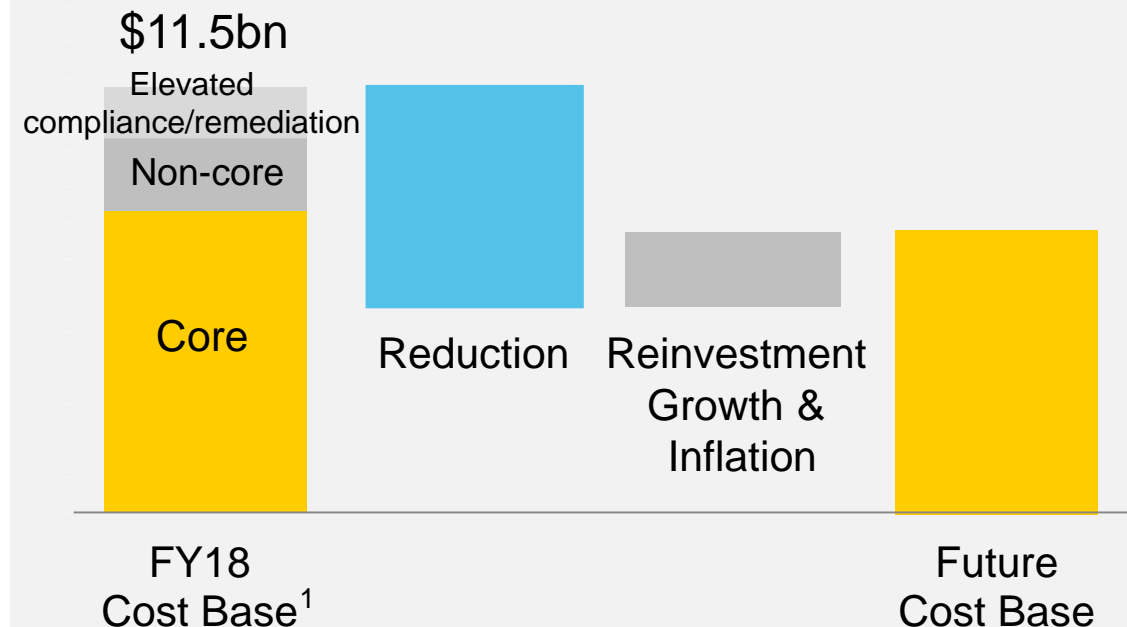 $11.5bn
Elevated
compliance/remediation
Non-core
Core
Reduction
Reinvestment
Growth &
Inflation
FY18
Cost Base¹
Future
Cost Base